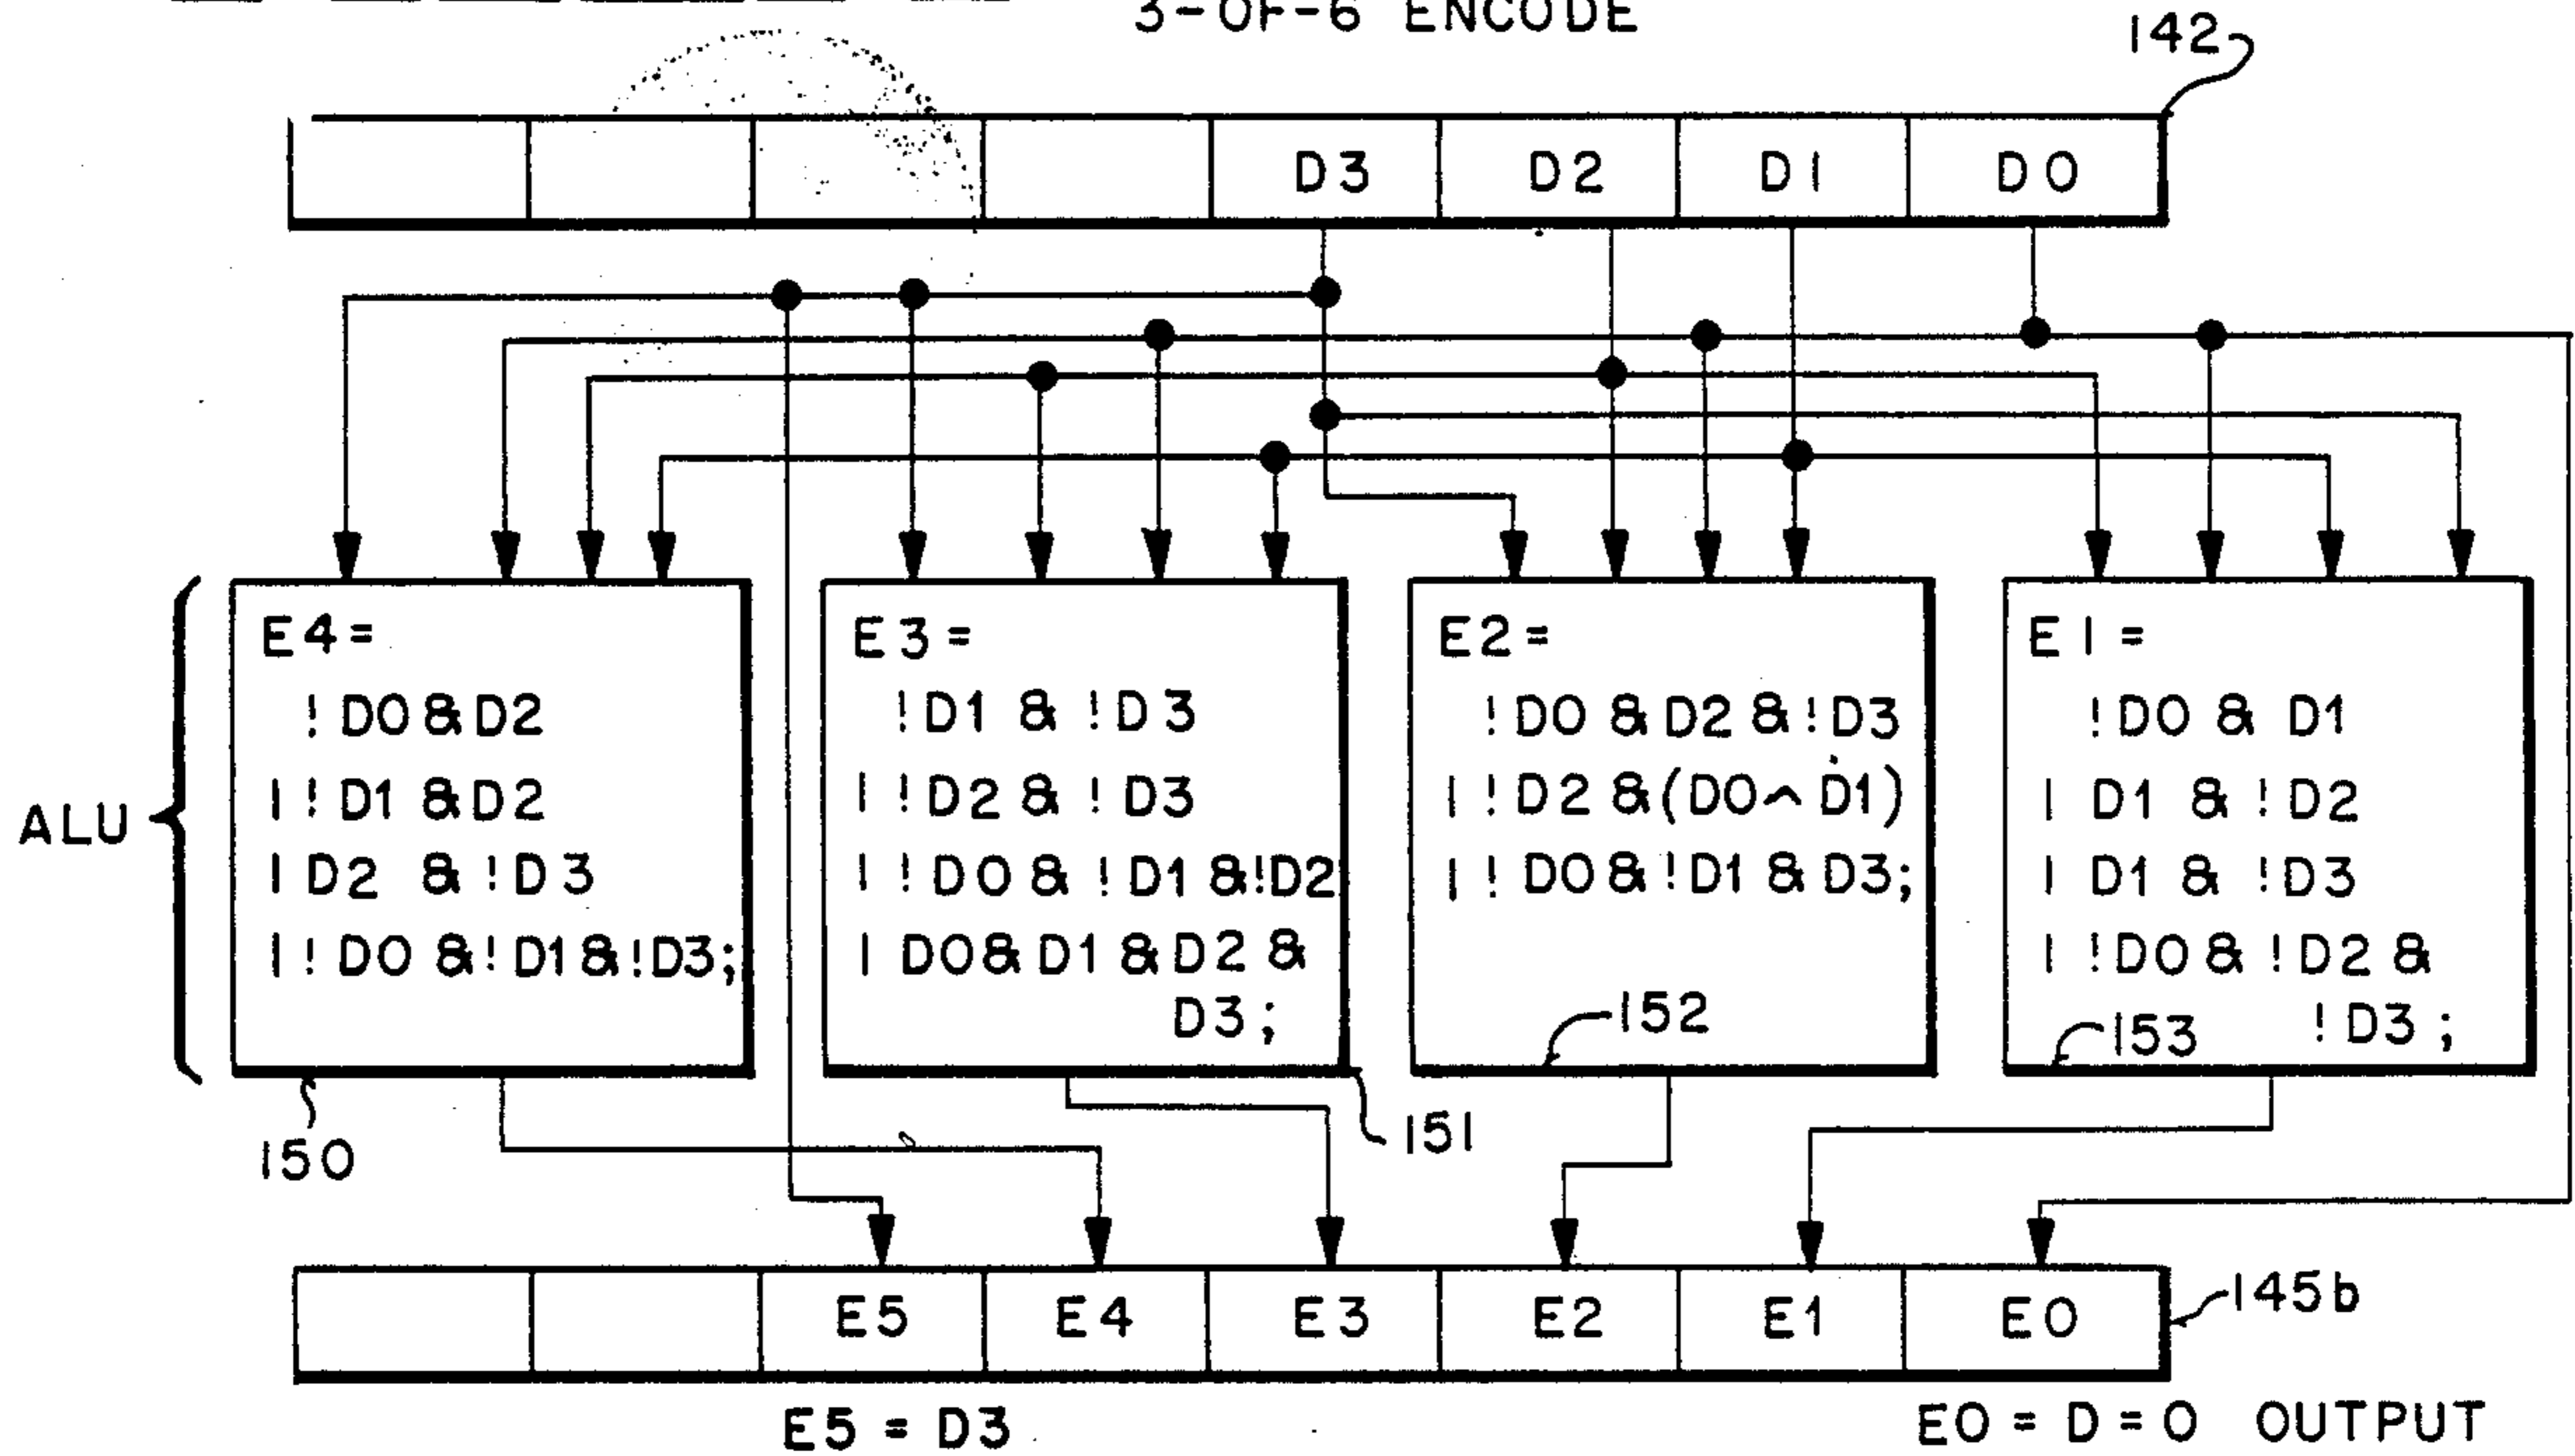 3-OF-6 ENCODE
142
D3 D2 D1 D0
ALU
E4=
! D0 & D2
| ! D1 & D2
| D2 & ! D3
| ! D0 & ! D1 & ! D3;
150
E3=
! D1 & ! D3
| ! D2 & ! D3
| ! D0 & ! D1 & ! D2
| D0 & D1 & D2 &
D3;
151
E2=
! D0 & D2 & ! D3
| ! D2 & (D0 ^ D1)
| ! D0 & ! D1 & D3;
152
E1=
! D0 & D1
| D1 & ! D2
| D1 & ! D3
| ! D0 & ! D2 &
! D3;
153
E5 E4 E3 E2 E1 E0
145b
E5 = D3
E0 = D = 0 OUTPUT